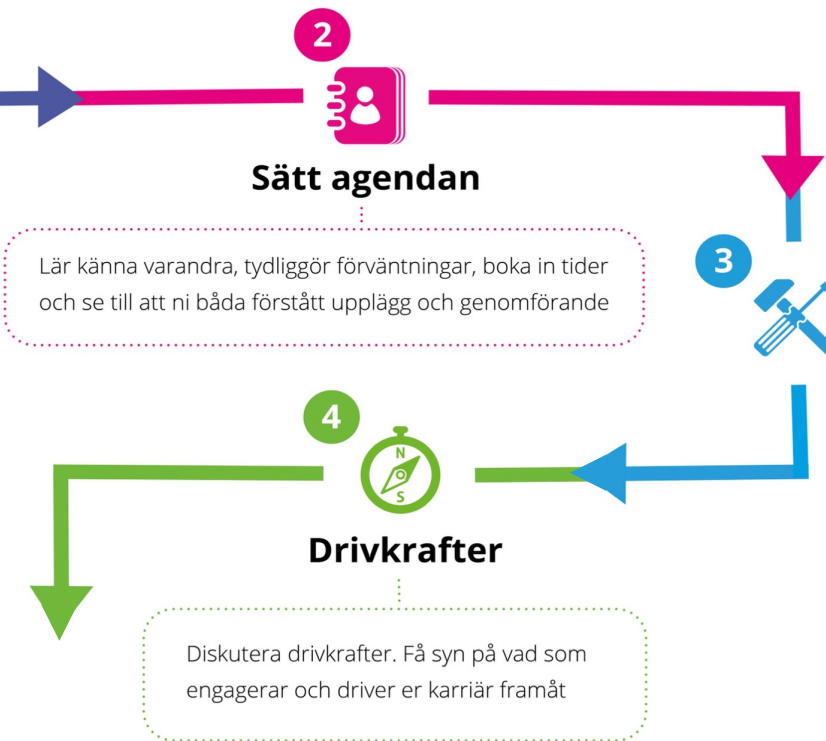 2
Sätt agendan
Lär känna varandra, tydliggör förväntningar, boka in tider
och se till att ni båda förstått upplägg och genomförande
3
4
N
S
Drivkrafter
Diskutera drivkrafter. Få syn på vad som
engagerar och driver er karriär framåt